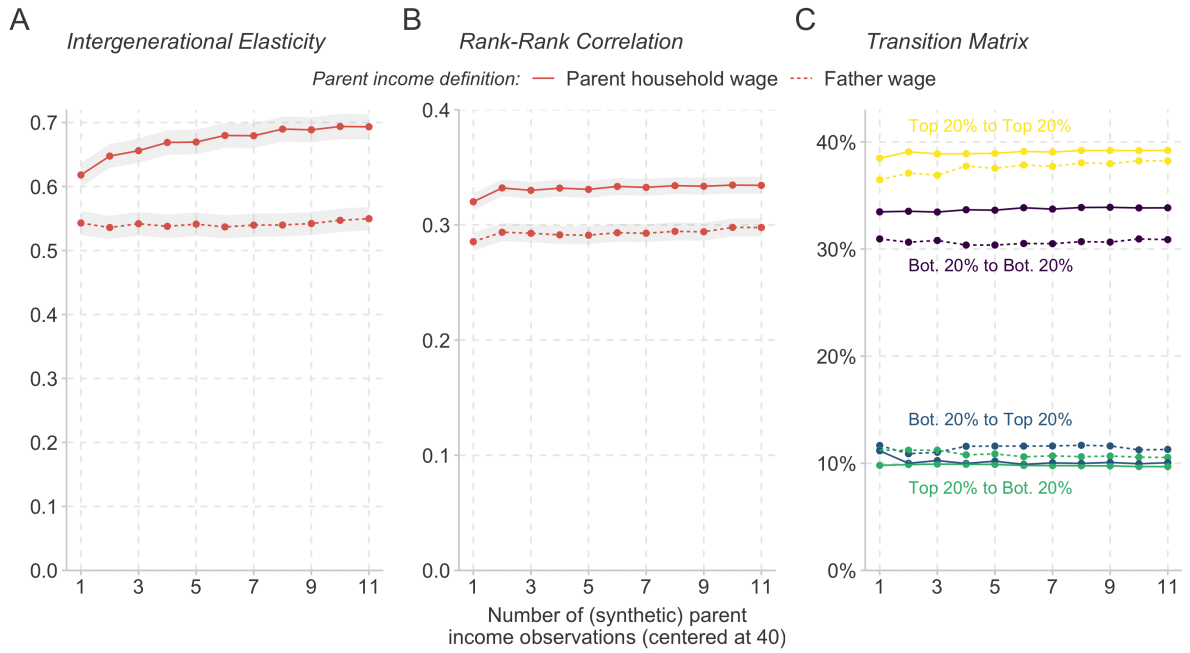 A
Intergenerational Elasticity
B
Rank-Rank Correlation
C
Transition Matrix
Parent income definition: Parent household wage Father wage
0.7
0.6
0.5
0.4
0.3
0.2
0.1
0.0
1 3 5 7 9 11
0.4
0.3
0.2
0.1
0.0
1 3 5 7 9 11
Number of (synthetic) parent
income observations (centered at 40)
40%
30%
20%
10%
0%
Top 20% to Top 20%
Bot. 20% to Bot. 20%
Bot. 20% to Top 20%
Top 20% to Bot. 20%
1 3 5 7 9 11